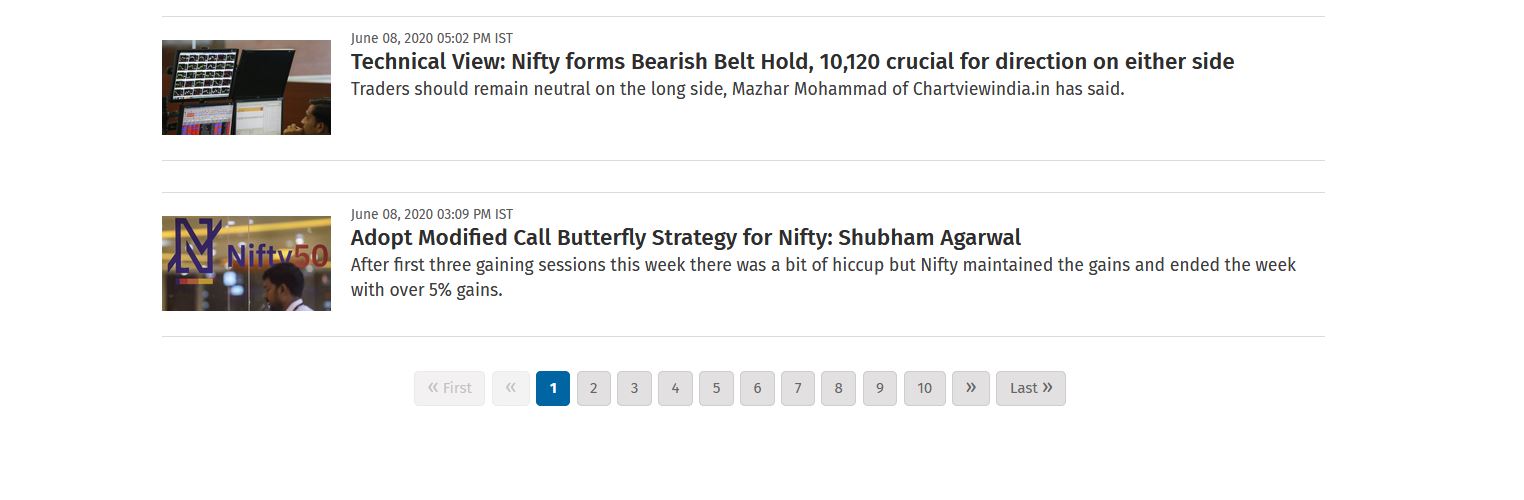 June 08, 2020 05:02 PM IST
Technical View: Nifty forms Bearish Belt Hold, 10,120 crucial for direction on either side
Traders should remain neutral on the long side, Mazhar Mohammad of Chartviewindia.in has said.
June 08, 2020 03:09 PM IST
Nifty50
Adopt Modified Call Butterfly Strategy for Nifty: Shubham Agarwal
After first three gaining sessions this week there was a bit of hiccup but Nifty maintained the gains and ended the week
with over 5% gains.
« First « 1 2 3 4 5 6 7 8 9 10 » Last »